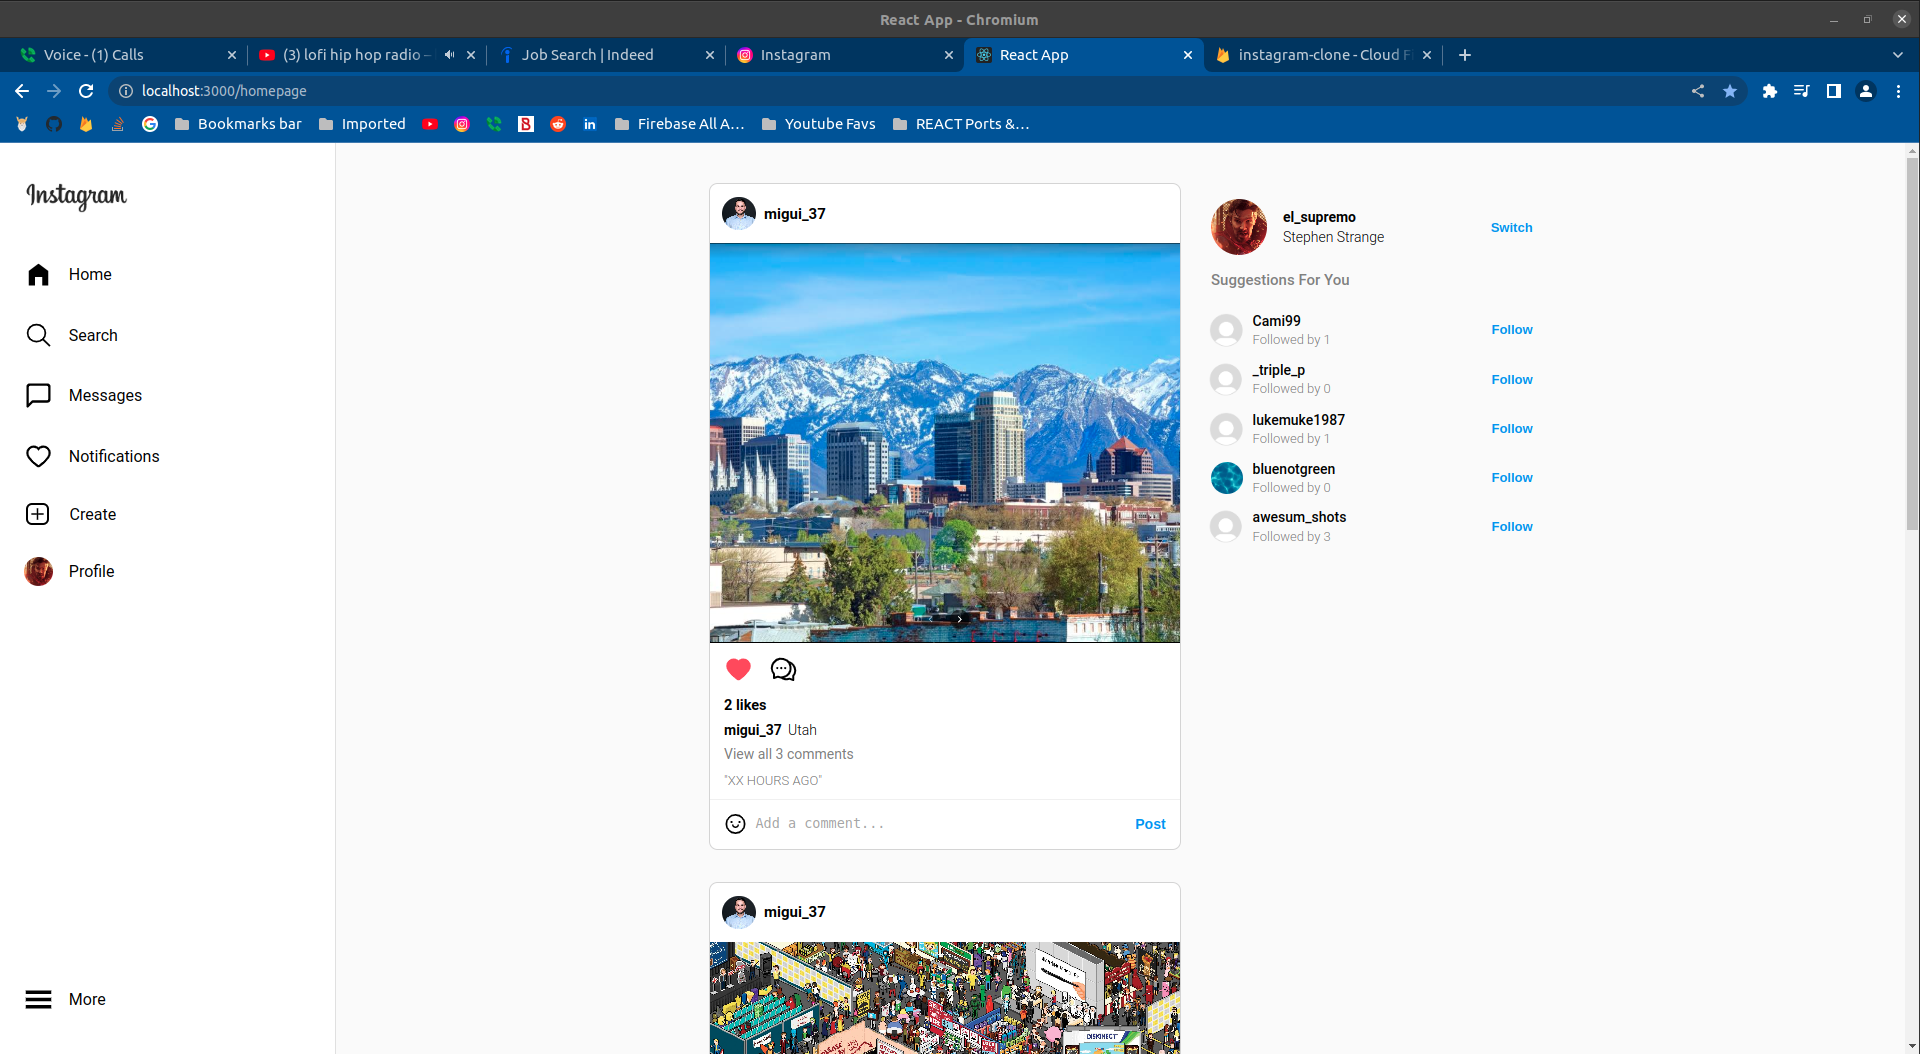 React App - Chromium
Voice - (1) Calls
(3) lofi hip hop radio –
Job Search | Indeed
Instagram
React App
instagram-clone - Cloud F
localhost:3000/homepage
Bookmarks bar
Imported
Firebase All A...
Youtube Favs
REACT Ports &...
Instagram
Home
Search
Messages
Notifications
Create
Profile
More
migui_37
2 likes
migui_37 Utah
View all 3 comments
"XX HOURS AGO"
Add a comment...
Post
migui_37
DISKINECT
el_supremo
Stephen Strange
Switch
Suggestions For You
Cami99
Followed by 1
Follow
_triple_p
Followed by 0
Follow
lukemuke1987
Followed by 1
Follow
bluenotgreen
Followed by 0
Follow
awesum_shots
Followed by 3
Follow